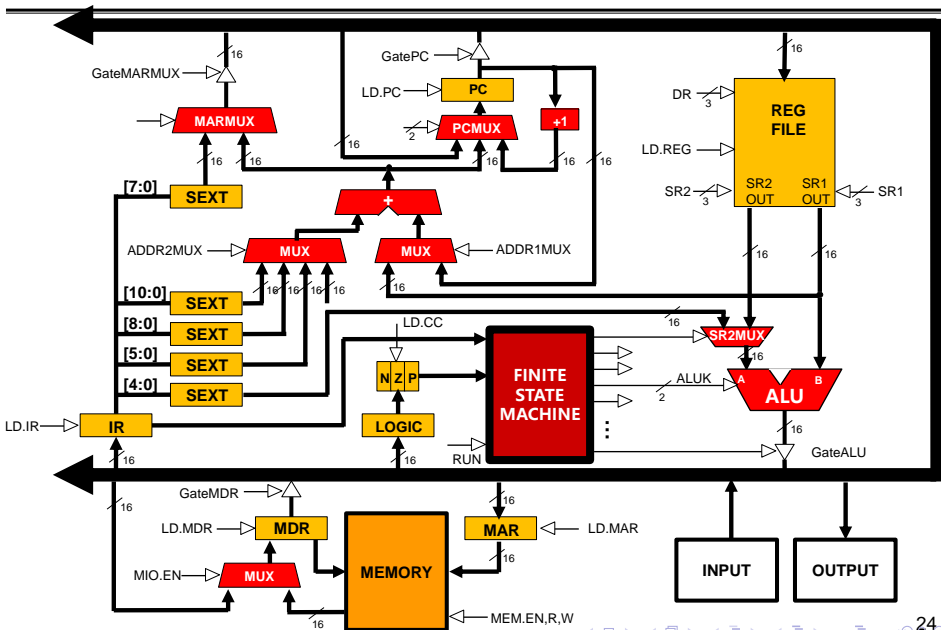 16
16
GatePC
GateMARMUX
LD.PC
PC
DR
3
REG
FILE
MARMUX
2
PCMUX
+1
LD.REG
16
16
16
16
16
[7:0]
SEXT
SR2
3
SR2
OUT
SR1
OUT
3
SR1
+
ADDR2MUX
MUX
MUX
ADDR1MUX
16
16
16
16
16
16
16
16
[10:0]
SEXT
[8:0]
SEXT
16
LD.CC
SR2MUX
16
[5:0]
SEXT
N Z P
FINITE
STATE
MACHINE
ALUK
2
A
B
ALU
[4:0]
SEXT
LD.IR
IR
LOGIC
16
16
16
RUN
GateALU
GateMDR
16
16
LD.MDR
MDR
MAR
LD.MAR
16
MIO.EN
MUX
MEMORY
INPUT
OUTPUT
16
MEM.EN,R,W
24